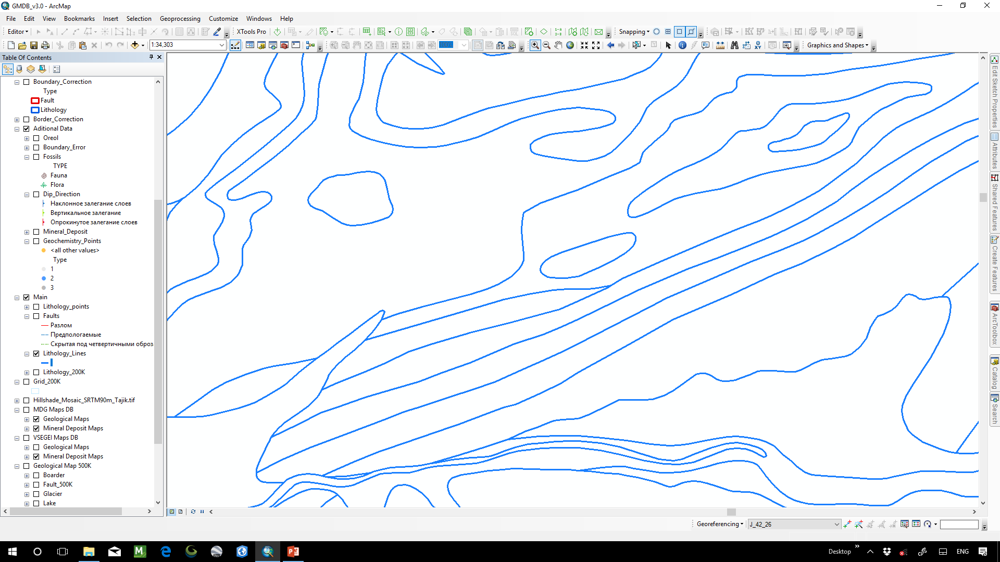 GMDB_v3.0 - ArcMap
File Edit View Bookmarks Insert Selection Geoprocessing Customize Windows Help
Editor XTools Pro Snapping
1:34,303 100% Graphics and Shapes
Table Of Contents
Boundary_Correction
Type
Fault
Lithology
Border_Correction
Aditional Data
Oreol
Boundary_Error
Fossils
TYPE
Fauna
Flora
Dip_Direction
Наклонное залегание слоев
Вертикальное залегание
Опрокинутое залегание слоев
Mineral_Deposit
Geochemistry_Points
<all other values>
Type
1
2
3
Main
Lithology_points
Faults
Разлом
Предпологаемые
Скрытая под четвертичными оброз
Lithology_Lines
Lithology_200K
Grid_200K
Hillshade_Mosaic_SRTM90m_Tajik.tif
MDG Maps DB
Geological Maps
Mineral Deposit Maps
VSEGEI Maps DB
Geological Maps
Mineral Deposit Maps
Geological Map 500K
Boarder
Fault_500K
Glacier
Lake
Edit Sketch Properties
Attributes
Shared Features
Create Features
ArcToolbox
Catalog
Search
Georeferencing J_42_26
Desktop ENG